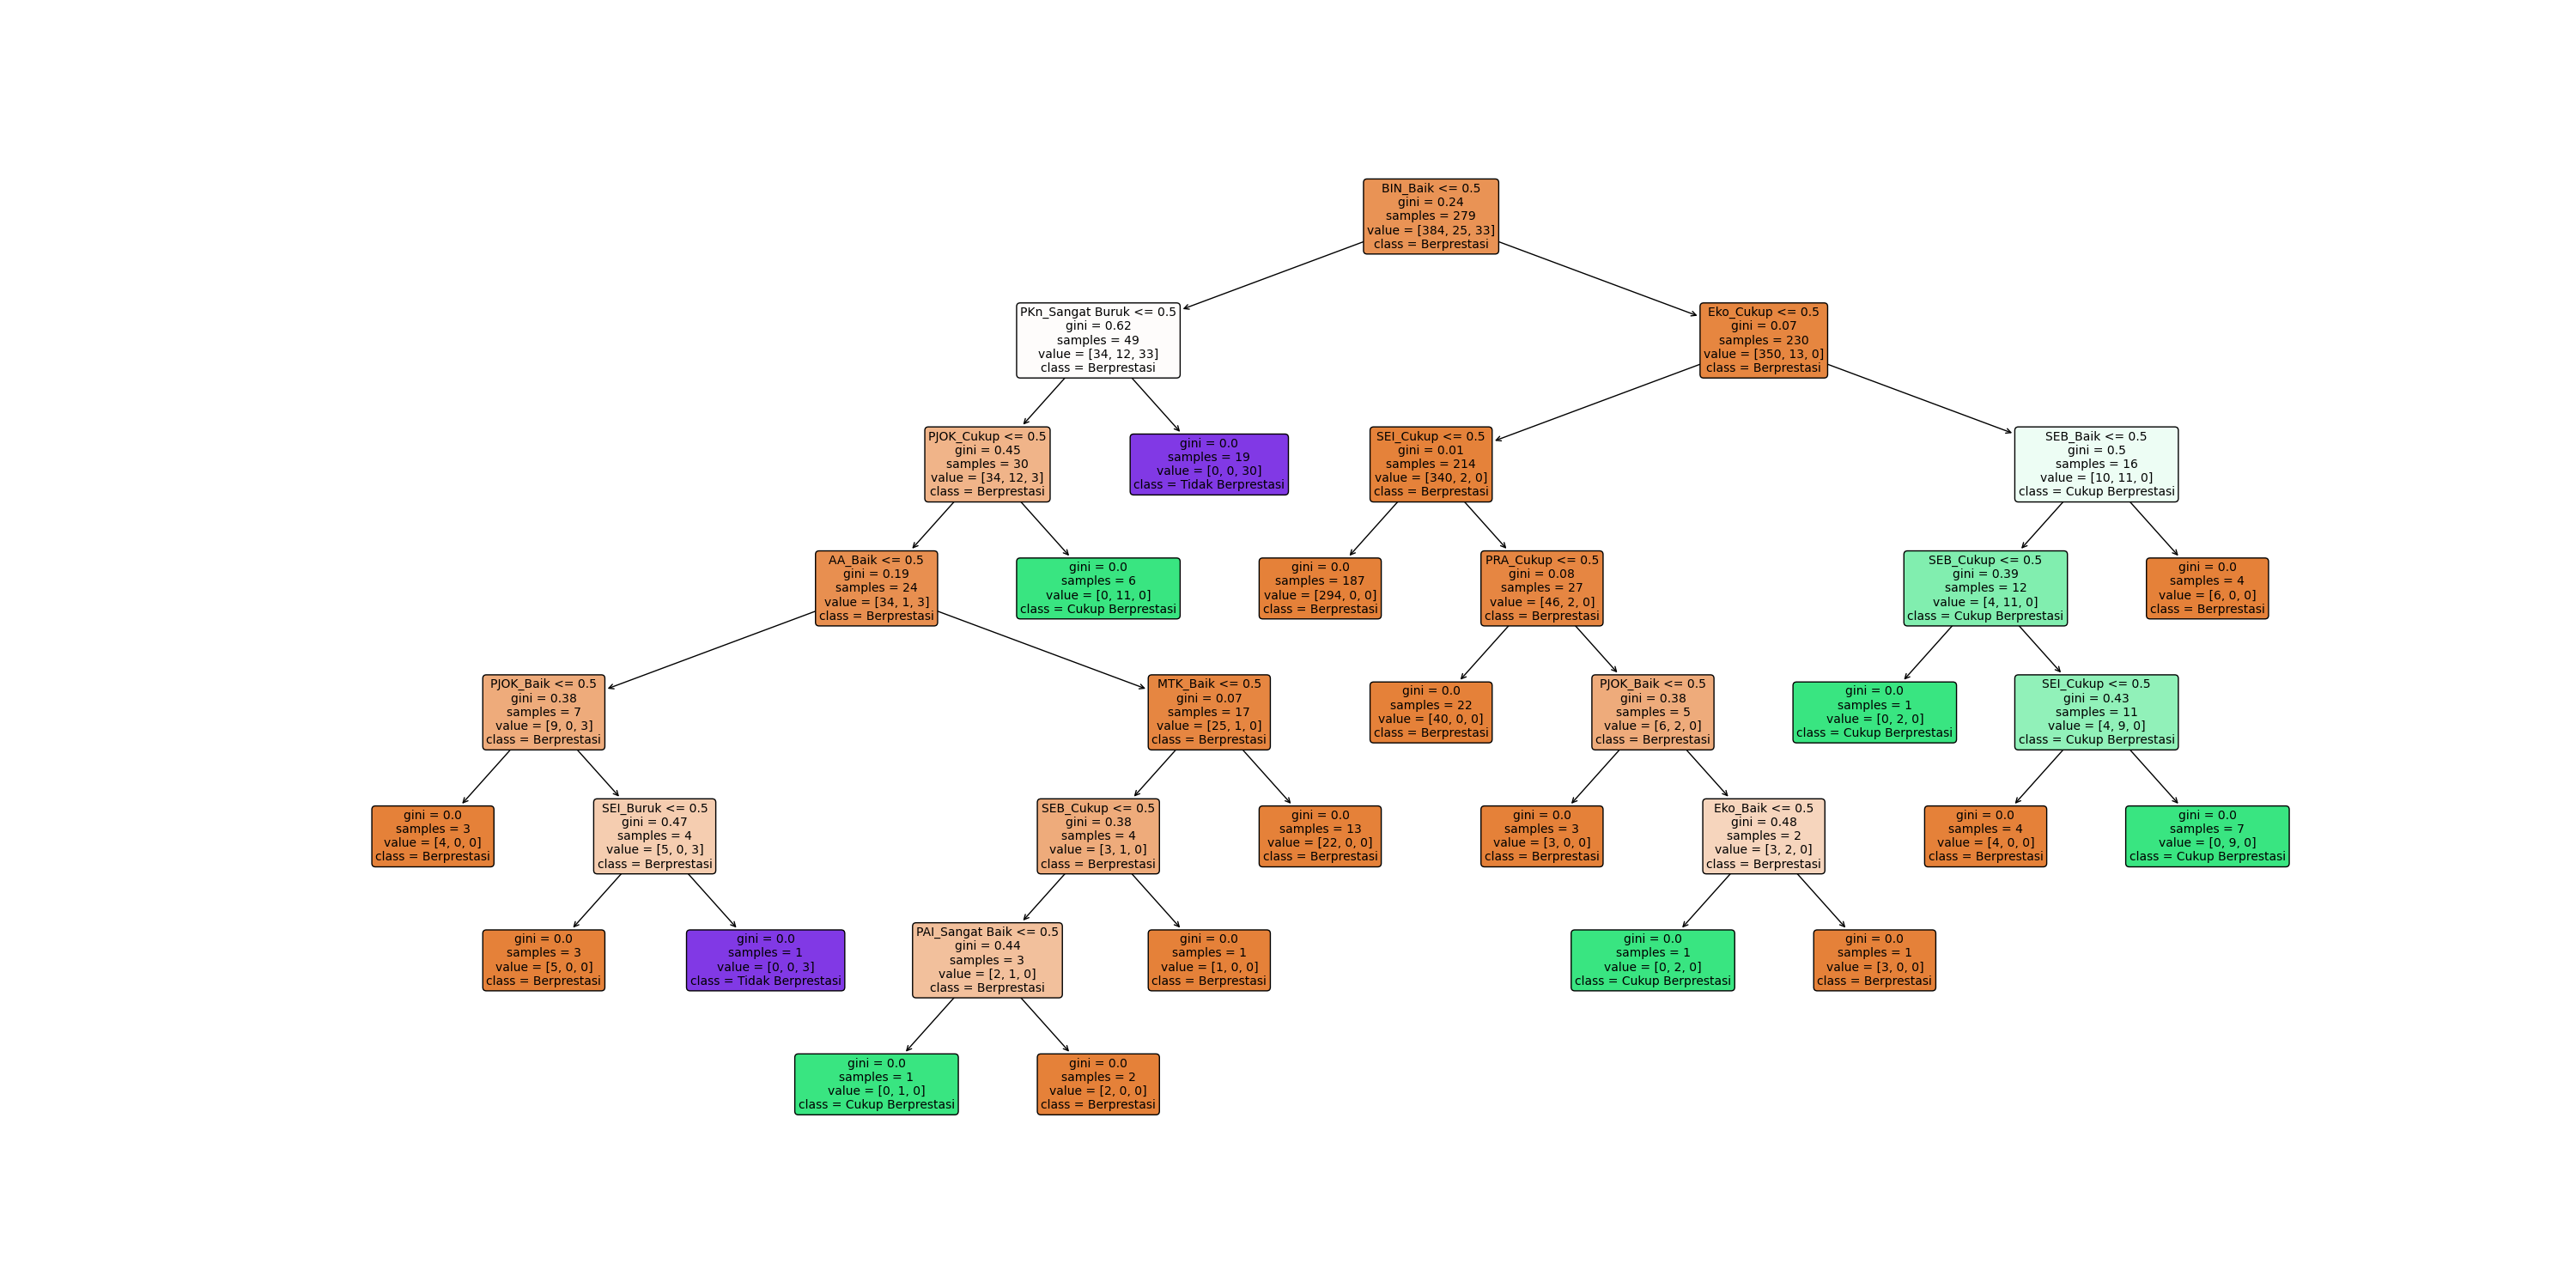 BIN_Baik <= 0.5
gini = 0.24
samples = 279
value = [384, 25, 33]
class = Berprestasi
PKn_Sangat Buruk <= 0.5
gini = 0.62
samples = 49
value = [34, 12, 33]
class = Berprestasi
Eko_Cukup <= 0.5
gini = 0.07
samples = 230
value = [350, 13, 0]
class = Berprestasi
PJOK_Cukup <= 0.5
gini = 0.45
samples = 30
value = [34, 12, 3]
class = Berprestasi
gini = 0.0
samples = 19
value = [0, 0, 30]
class = Tidak Berprestasi
SEI_Cukup <= 0.5
gini = 0.01
samples = 214
value = [340, 2, 0]
class = Berprestasi
SEB_Baik <= 0.5
gini = 0.5
samples = 16
value = [10, 11, 0]
class = Cukup Berprestasi
AA_Baik <= 0.5
gini = 0.19
samples = 24
value = [34, 1, 3]
class = Berprestasi
gini = 0.0
samples = 6
value = [0, 11, 0]
class = Cukup Berprestasi
gini = 0.0
samples = 187
value = [294, 0, 0]
class = Berprestasi
PRA_Cukup <= 0.5
gini = 0.08
samples = 27
value = [46, 2, 0]
class = Berprestasi
SEB_Cukup <= 0.5
gini = 0.39
samples = 12
value = [4, 11, 0]
class = Cukup Berprestasi
gini = 0.0
samples = 4
value = [6, 0, 0]
class = Berprestasi
PJOK_Baik <= 0.5
gini = 0.38
samples = 7
value = [9, 0, 3]
class = Berprestasi
MTK_Baik <= 0.5
gini = 0.07
samples = 17
value = [25, 1, 0]
class = Berprestasi
gini = 0.0
samples = 22
value = [40, 0, 0]
class = Berprestasi
PJOK_Baik <= 0.5
gini = 0.38
samples = 5
value = [6, 2, 0]
class = Berprestasi
gini = 0.0
samples = 1
value = [0, 2, 0]
class = Cukup Berprestasi
SEI_Cukup <= 0.5
gini = 0.43
samples = 11
value = [4, 9, 0]
class = Cukup Berprestasi
gini = 0.0
samples = 3
value = [4, 0, 0]
class = Berprestasi
SEI_Buruk <= 0.5
gini = 0.47
samples = 4
value = [5, 0, 3]
class = Berprestasi
SEB_Cukup <= 0.5
gini = 0.38
samples = 4
value = [3, 1, 0]
class = Berprestasi
gini = 0.0
samples = 13
value = [22, 0, 0]
class = Berprestasi
gini = 0.0
samples = 3
value = [3, 0, 0]
class = Berprestasi
Eko_Baik <= 0.5
gini = 0.48
samples = 2
value = [3, 2, 0]
class = Berprestasi
gini = 0.0
samples = 4
value = [4, 0, 0]
class = Berprestasi
gini = 0.0
samples = 7
value = [0, 9, 0]
class = Cukup Berprestasi
gini = 0.0
samples = 3
value = [5, 0, 0]
class = Berprestasi
gini = 0.0
samples = 1
value = [0, 0, 3]
class = Tidak Berprestasi
PAI_Sangat Baik <= 0.5
gini = 0.44
samples = 3
value = [2, 1, 0]
class = Berprestasi
gini = 0.0
samples = 1
value = [1, 0, 0]
class = Berprestasi
gini = 0.0
samples = 1
value = [0, 2, 0]
class = Cukup Berprestasi
gini = 0.0
samples = 1
value = [3, 0, 0]
class = Berprestasi
gini = 0.0
samples = 1
value = [0, 1, 0]
class = Cukup Berprestasi
gini = 0.0
samples = 2
value = [2, 0, 0]
class = Berprestasi